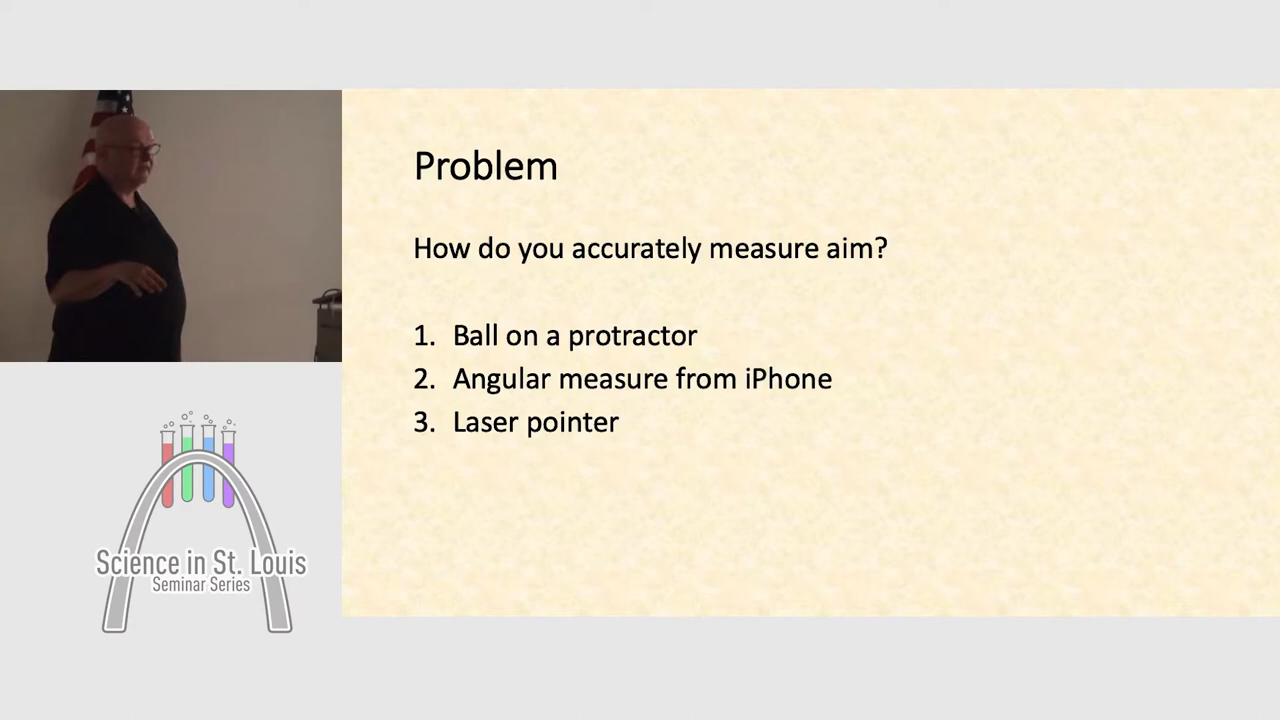 Problem
How do you accurately measure aim?
1. Ball on a protractor
2. Angular measure from iPhone
3. Laser pointer
Science in St. Louis
Seminar Series